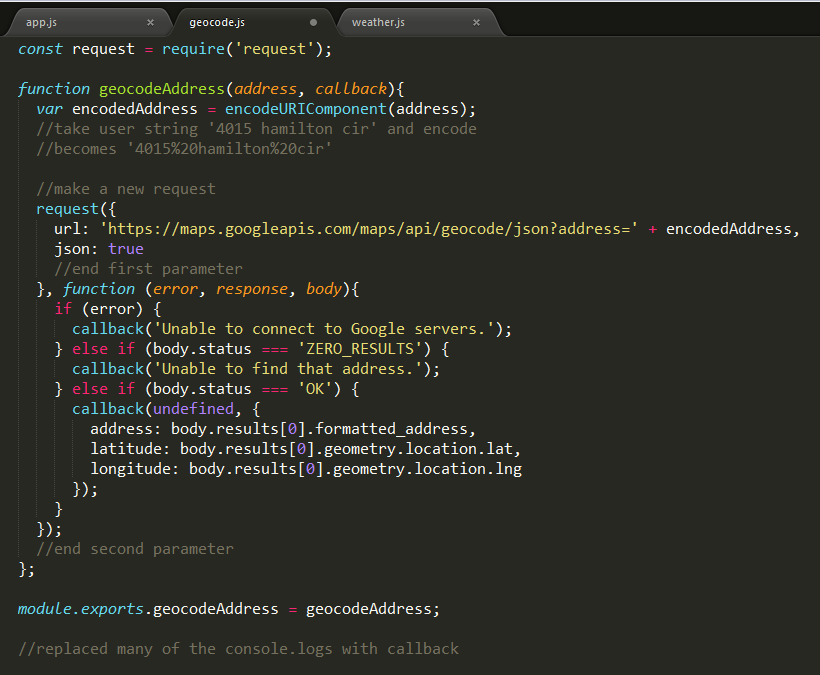 app.js × geocode.js weather.js ×
const request = require('request');

function geocodeAddress(address, callback){
  var encodedAddress = encodeURIComponent(address);
  //take user string '4015 hamilton cir' and encode
  //becomes '4015%20hamilton%20cir'

  //make a new request
  request({
    url: 'https://maps.googleapis.com/maps/api/geocode/json?address=' + encodedAddress,
    json: true
    //end first parameter
  }, function (error, response, body){
    if (error) {
      callback('Unable to connect to Google servers.');
    } else if (body.status === 'ZERO_RESULTS') {
      callback('Unable to find that address.');
    } else if (body.status === 'OK') {
      callback(undefined, {
        address: body.results[0].formatted_address,
        latitude: body.results[0].geometry.location.lat,
        longitude: body.results[0].geometry.location.lng
      });
    }
  });
  //end second parameter
};

module.exports.geocodeAddress = geocodeAddress;

//replaced many of the console.logs with callback